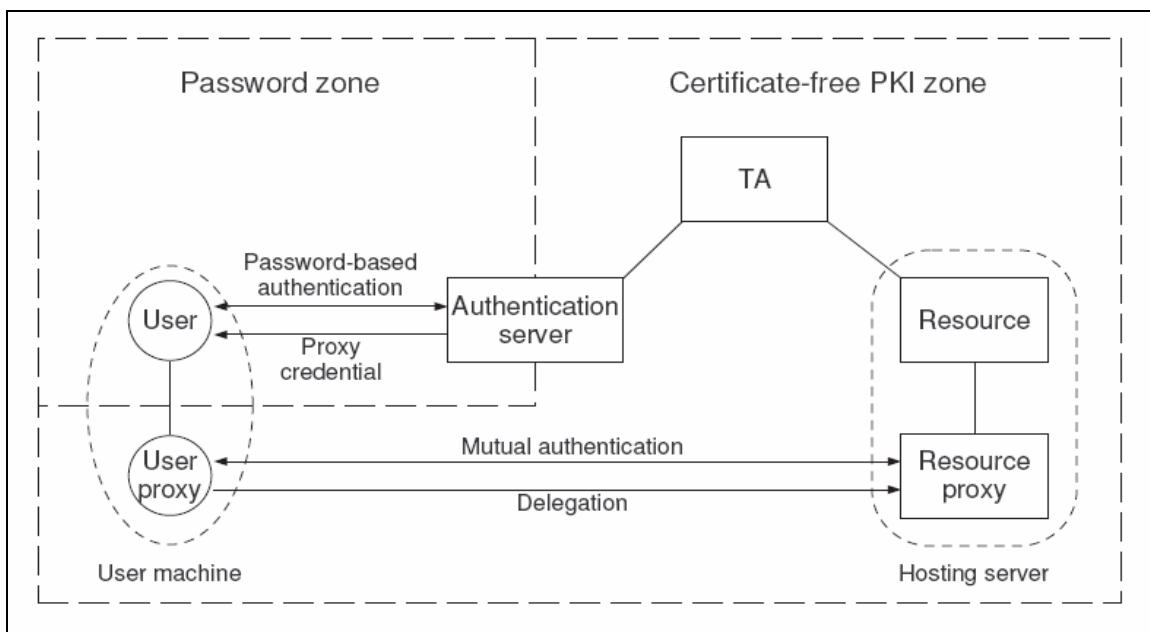 Password zone
Certificate-free PKI zone
TA
Password-based
authentication
User
Authentication
server
Resource
Proxy
credential
Mutual authentication
User
proxy
Resource
proxy
Delegation
User machine
Hosting server